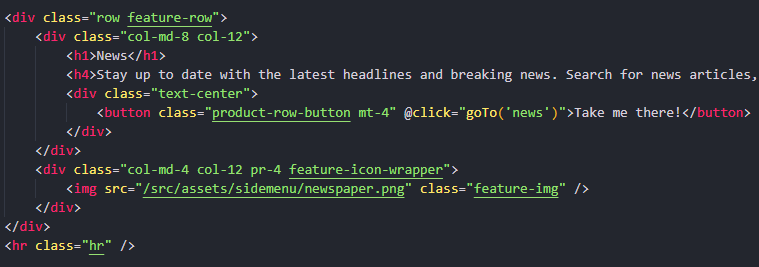 <div class="row feature-row">
<div class="col-md-8 col-12">
<h1>News</h1>
<h4>Stay up to date with the latest headlines and breaking news. Search for news articles,
<div class="text-center">
<button class="product-row-button mt-4" @click="goTo('news')">Take me there!</button>
</div>
</div>
<div class="col-md-4 col-12 pr-4 feature-icon-wrapper">
<img src="/src/assets/sidemenu/newspaper.png" class="feature-img" />
</div>
</div>
<hr class="hr" />